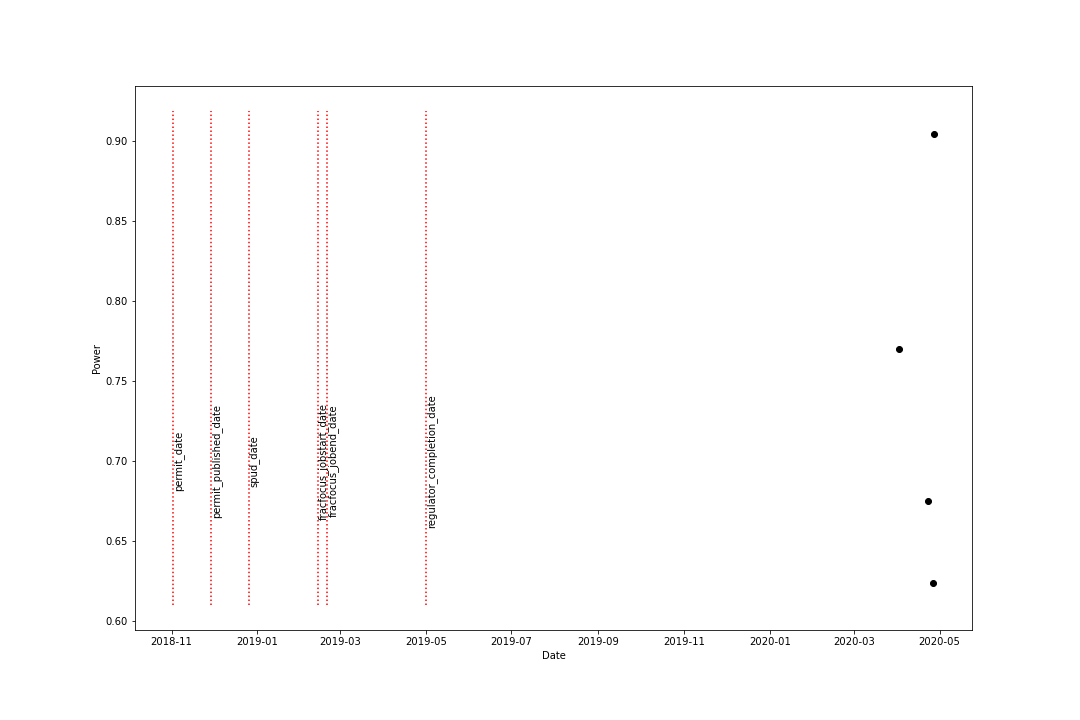 0.90
0.85
0.80
0.75
0.70
0.65
0.60
Power
permit_date
permit_published_date
spud_date
fracfocus_jobstart_date
fracfocus_jobend_date
regulator_completion_date
2018-11 2019-01 2019-03 2019-05 2019-07 2019-09 2019-11 2020-01 2020-03 2020-05
Date